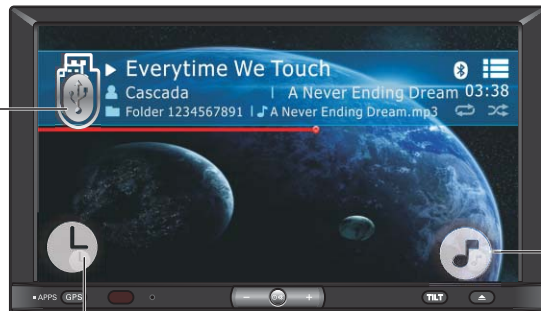 Everytime We Touch
Cascada | A Never Ending Dream 03:38
Folder 1234567891 | A Never Ending Dream.mp3
APPS GPS - + TILT